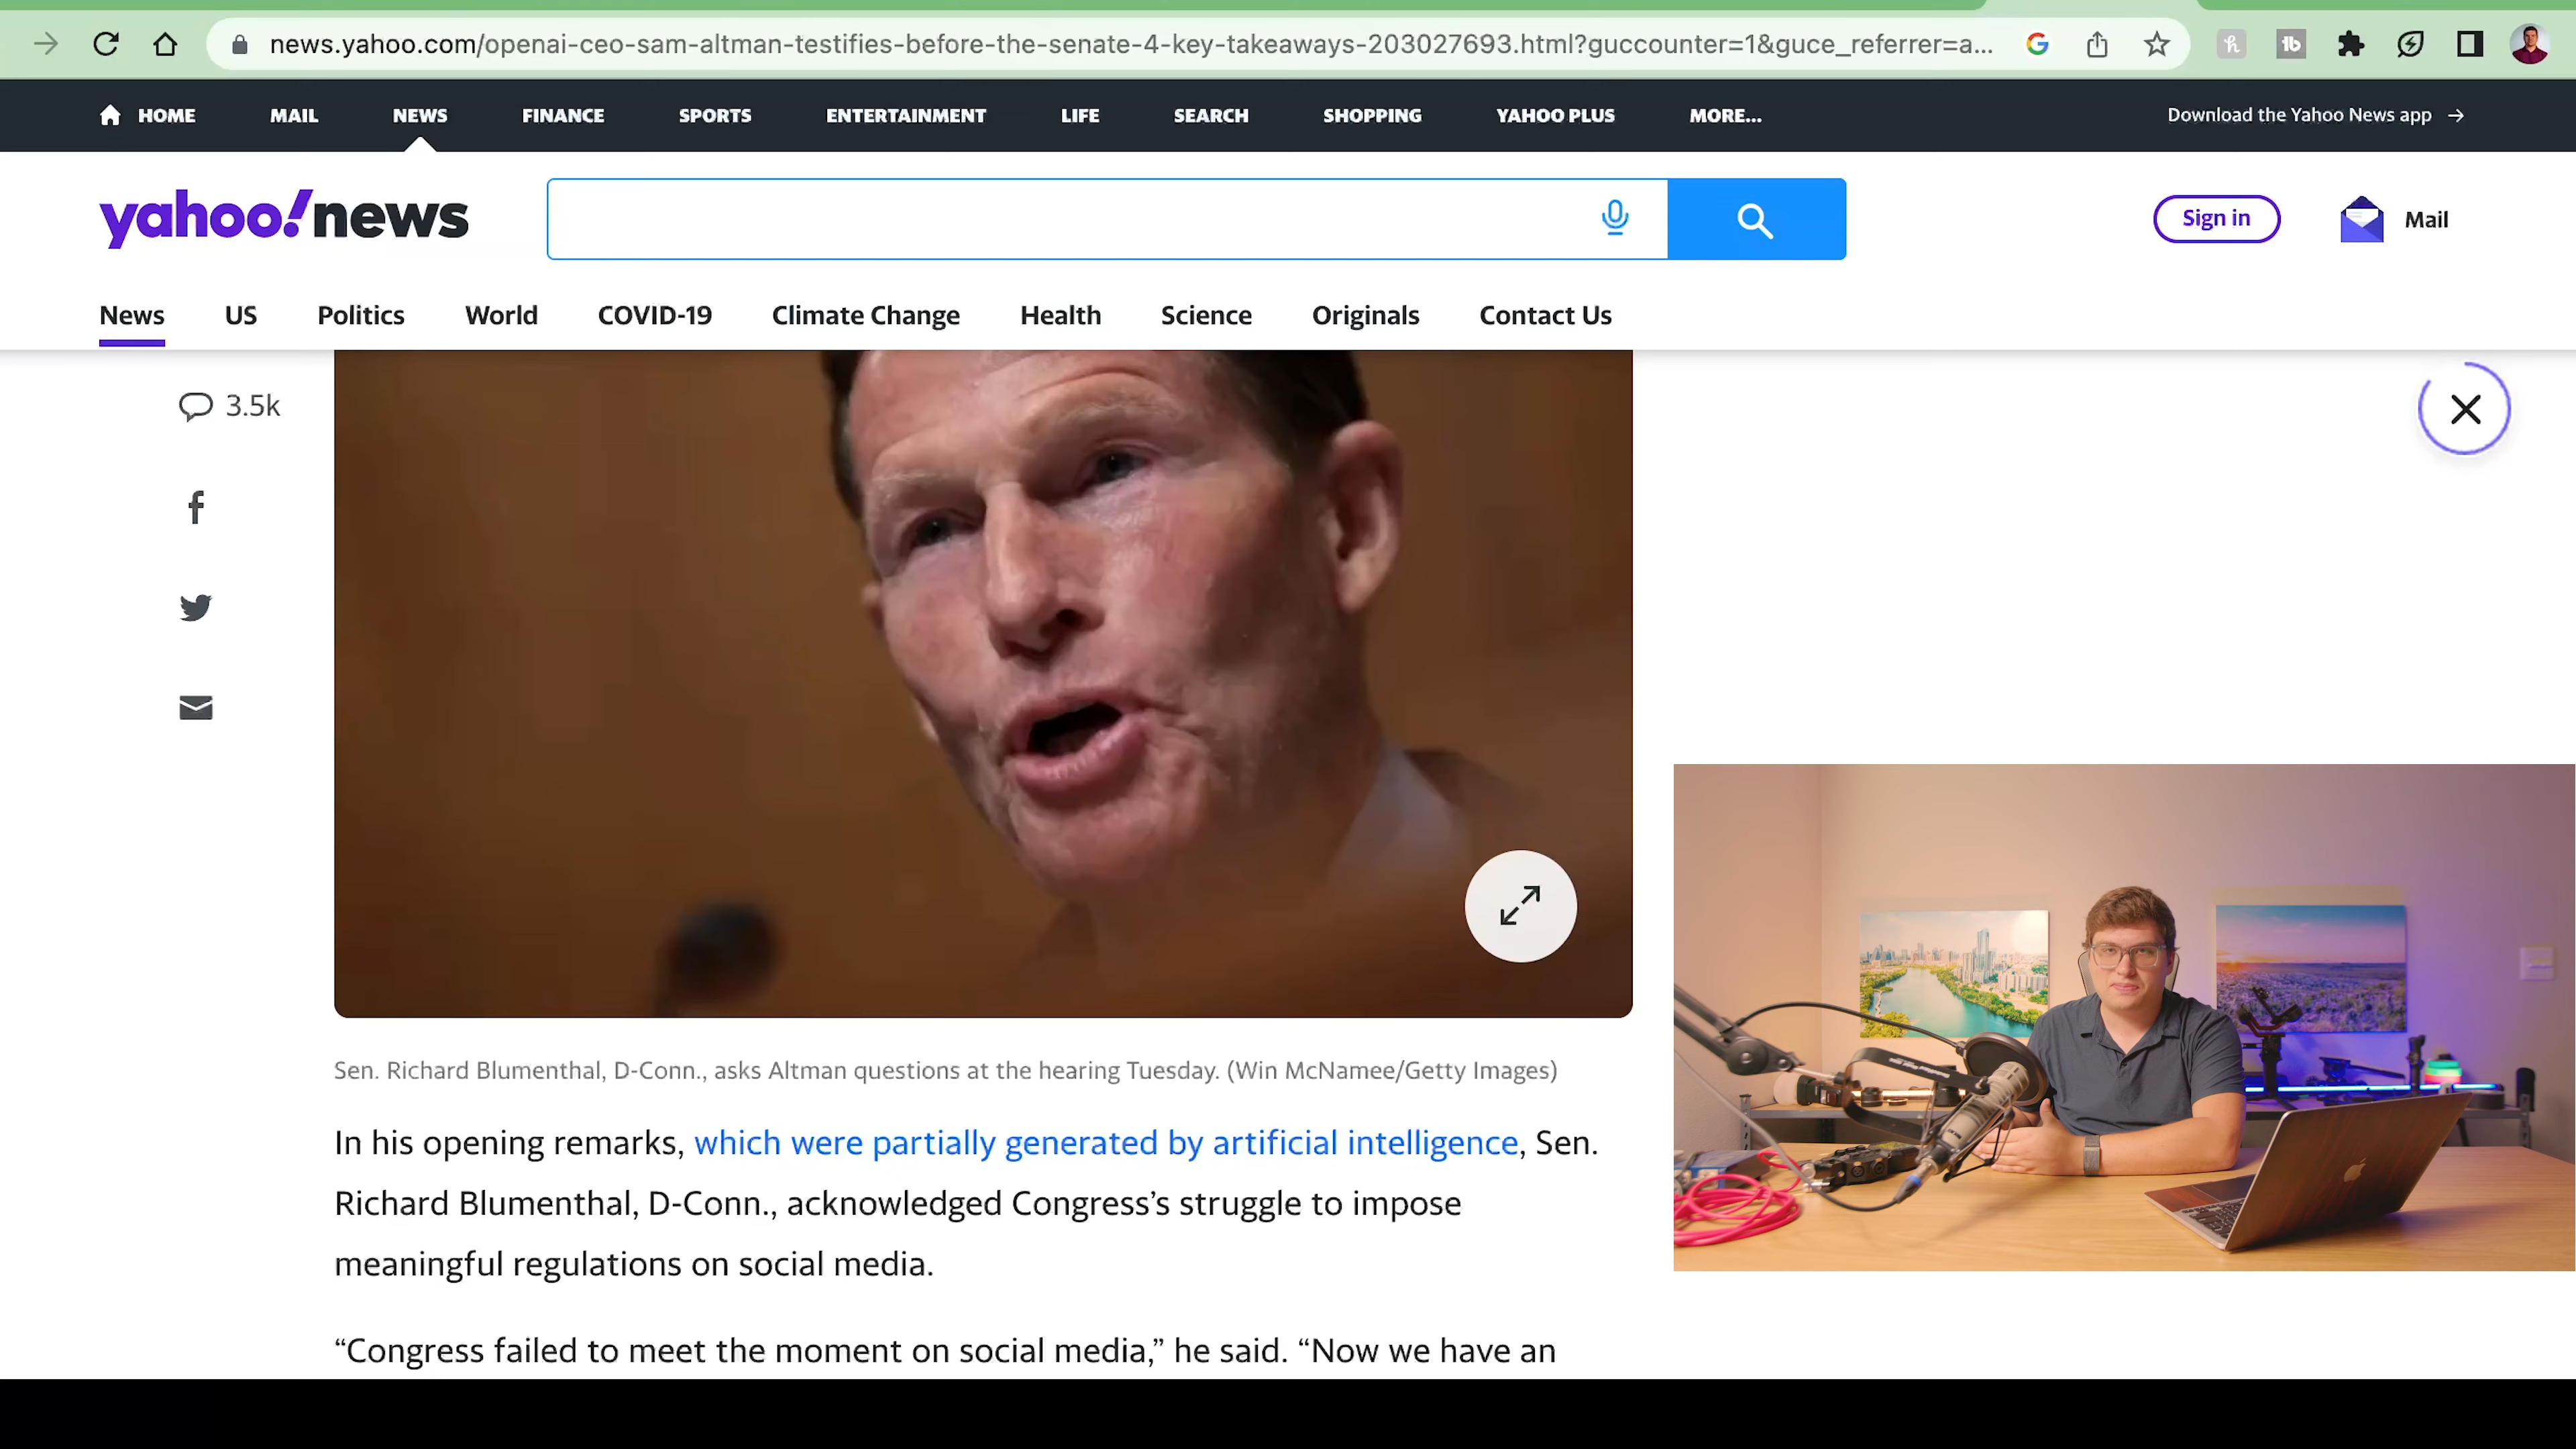 news.yahoo.com/openai-ceo-sam-altman-testifies-before-the-senate-4-key-takeaways-203027693.html?guccounter=1&guce_referrer=a...
HOME MAIL NEWS FINANCE SPORTS ENTERTAINMENT LIFE SEARCH SHOPPING YAHOO PLUS MORE... Download the Yahoo News app →
yahoo!news Sign in Mail
News US Politics World COVID-19 Climate Change Health Science Originals Contact Us
3.5k
Sen. Richard Blumenthal, D-Conn., asks Altman questions at the hearing Tuesday. (Win McNamee/Getty Images)
In his opening remarks, which were partially generated by artificial intelligence, Sen.
Richard Blumenthal, D-Conn., acknowledged Congress’s struggle to impose
meaningful regulations on social media.
“Congress failed to meet the moment on social media,” he said. “Now we have an